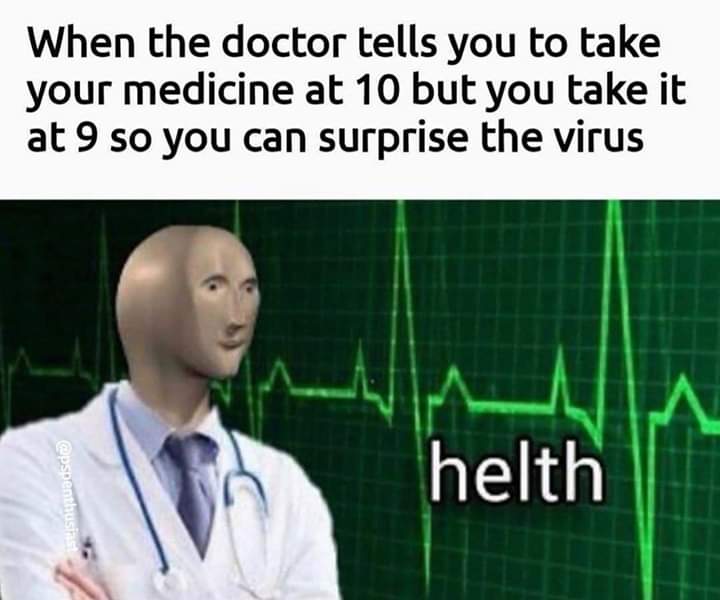 When the doctor tells you to take
your medicine at 10 but you take it
at 9 so you can surprise the virus
helth
@pspenthusiast